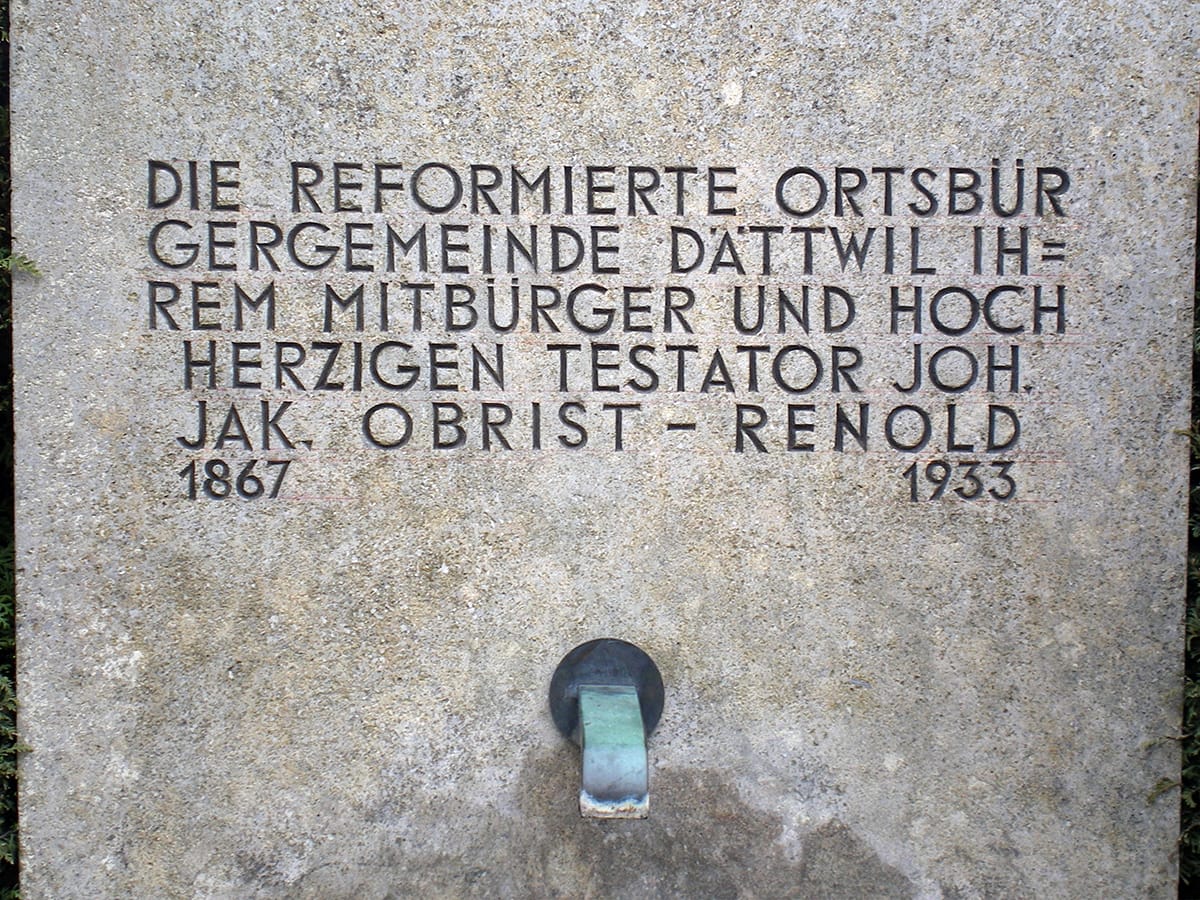 DIE REFORMIERTE ORTSBÜR
GERGEMEINDE DÄTTWIL IH=
REM MITBÜRGER UND HOCH
HERZIGEN TESTATOR JOH.
JAK. OBRIST - RENOLD
1867 1933